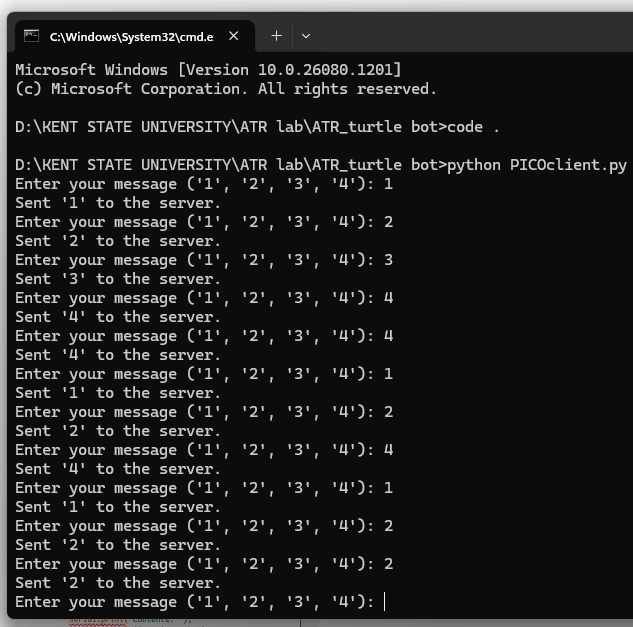 C:\Windows\System32\cmd.e
Microsoft Windows [Version 10.0.26080.1201]
(c) Microsoft Corporation. All rights reserved.
D:\KENT STATE UNIVERSITY\ATR lab\ATR_turtle bot>code .
D:\KENT STATE UNIVERSITY\ATR lab\ATR_turtle bot>python PICOclient.py
Enter your message ('1', '2', '3', '4'): 1
Sent '1' to the server.
Enter your message ('1', '2', '3', '4'): 2
Sent '2' to the server.
Enter your message ('1', '2', '3', '4'): 3
Sent '3' to the server.
Enter your message ('1', '2', '3', '4'): 4
Sent '4' to the server.
Enter your message ('1', '2', '3', '4'): 4
Sent '4' to the server.
Enter your message ('1', '2', '3', '4'): 1
Sent '1' to the server.
Enter your message ('1', '2', '3', '4'): 2
Sent '2' to the server.
Enter your message ('1', '2', '3', '4'): 4
Sent '4' to the server.
Enter your message ('1', '2', '3', '4'): 1
Sent '1' to the server.
Enter your message ('1', '2', '3', '4'): 2
Sent '2' to the server.
Enter your message ('1', '2', '3', '4'): 2
Sent '2' to the server.
Enter your message ('1', '2', '3', '4'):